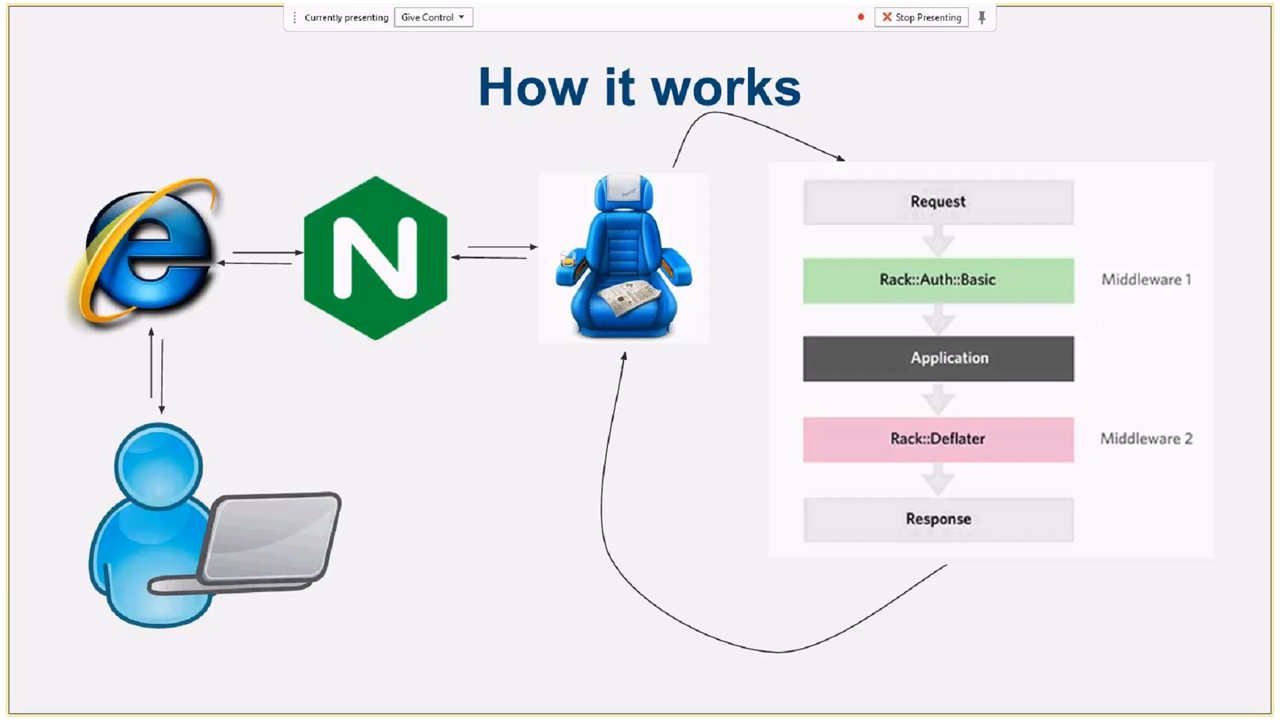 Currently presenting
Give Control
Stop Presenting
How it works
N
Request
Rack::Auth::Basic
Middleware 1
Application
Rack::Deflater
Middleware 2
Response